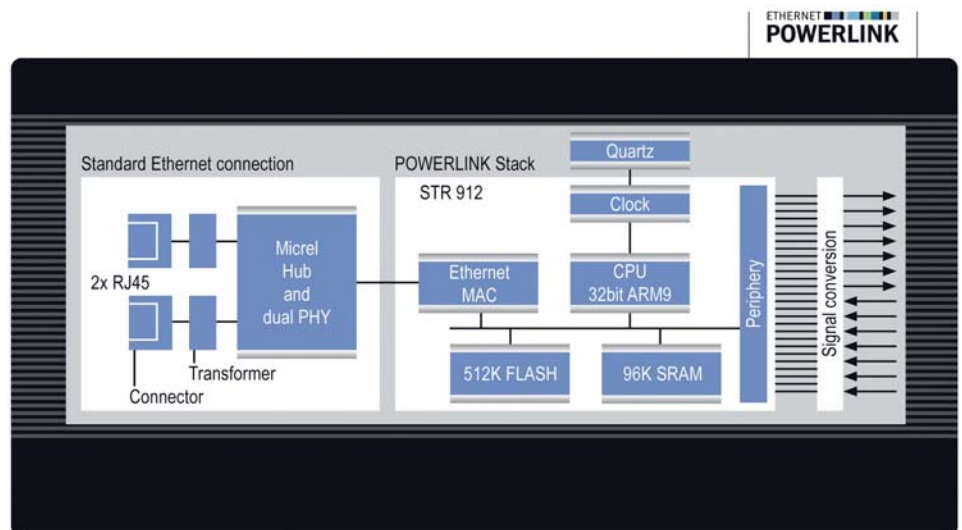 ETHERNET
POWERLINK
Standard Ethernet connection
2x RJ45
Connector
Transformer
Micrel
Hub
and
dual PHY
POWERLINK Stack
STR 912
Quartz
Clock
Ethernet
MAC
CPU
32bit ARM9
512K FLASH
96K SRAM
Periphery
Signal conversion